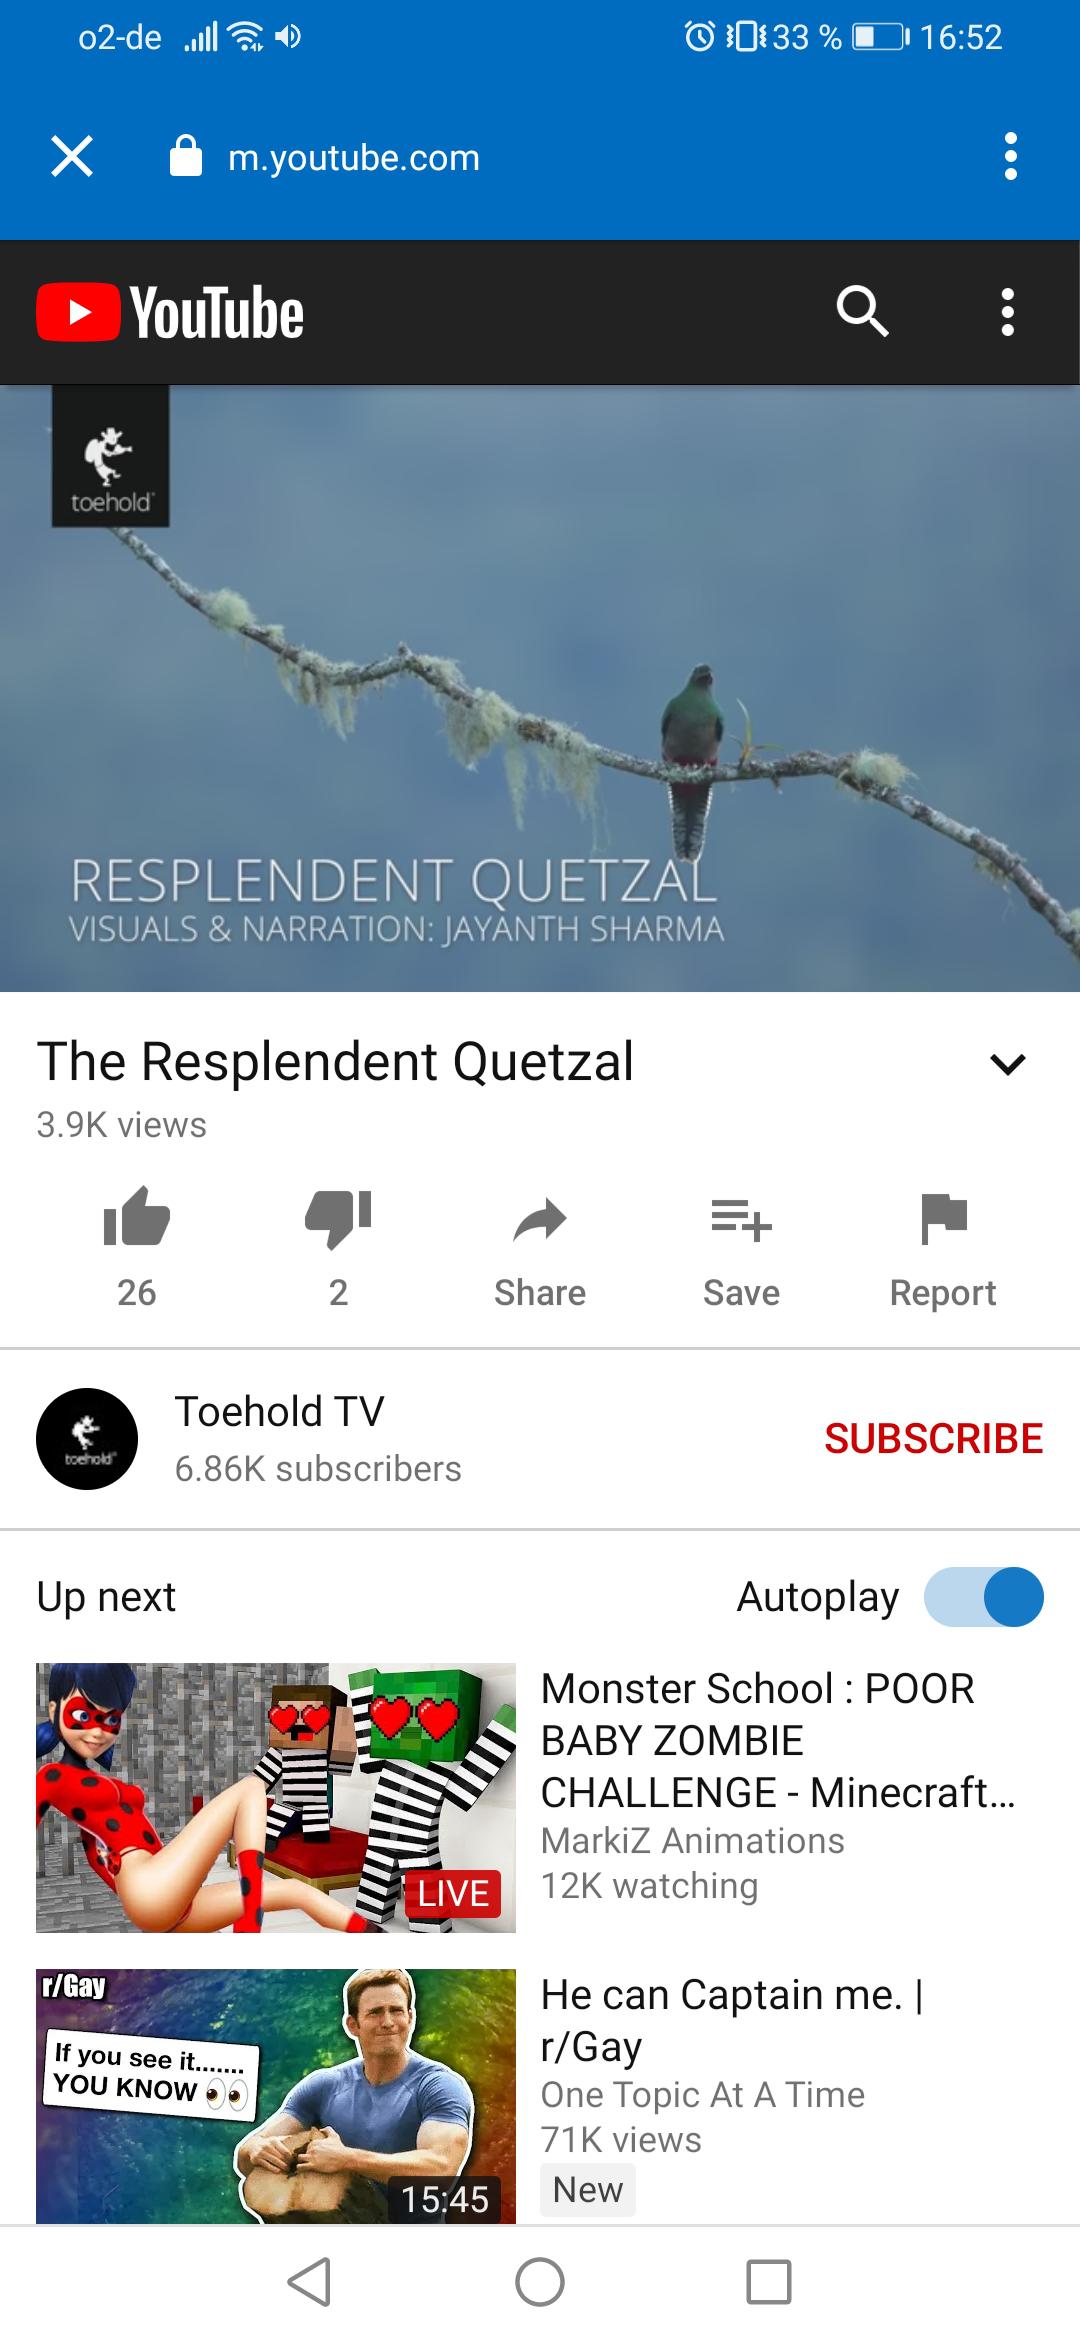 o2-de 33 % 16:52
m.youtube.com
YouTube
toehold
RESPLENDENT QUETZAL
VISUALS & NARRATION: JAYANTH SHARMA
The Resplendent Quetzal
3.9K views
26 2 Share Save Report
toehold
Toehold TV
6.86K subscribers
SUBSCRIBE
Up next Autoplay
LIVE
Monster School : POOR
BABY ZOMBIE
CHALLENGE - Minecraft...
MarkiZ Animations
12K watching
r/Gay
If you see it.......
YOU KNOW 👀
15:45
He can Captain me. |
r/Gay
One Topic At A Time
71K views
New